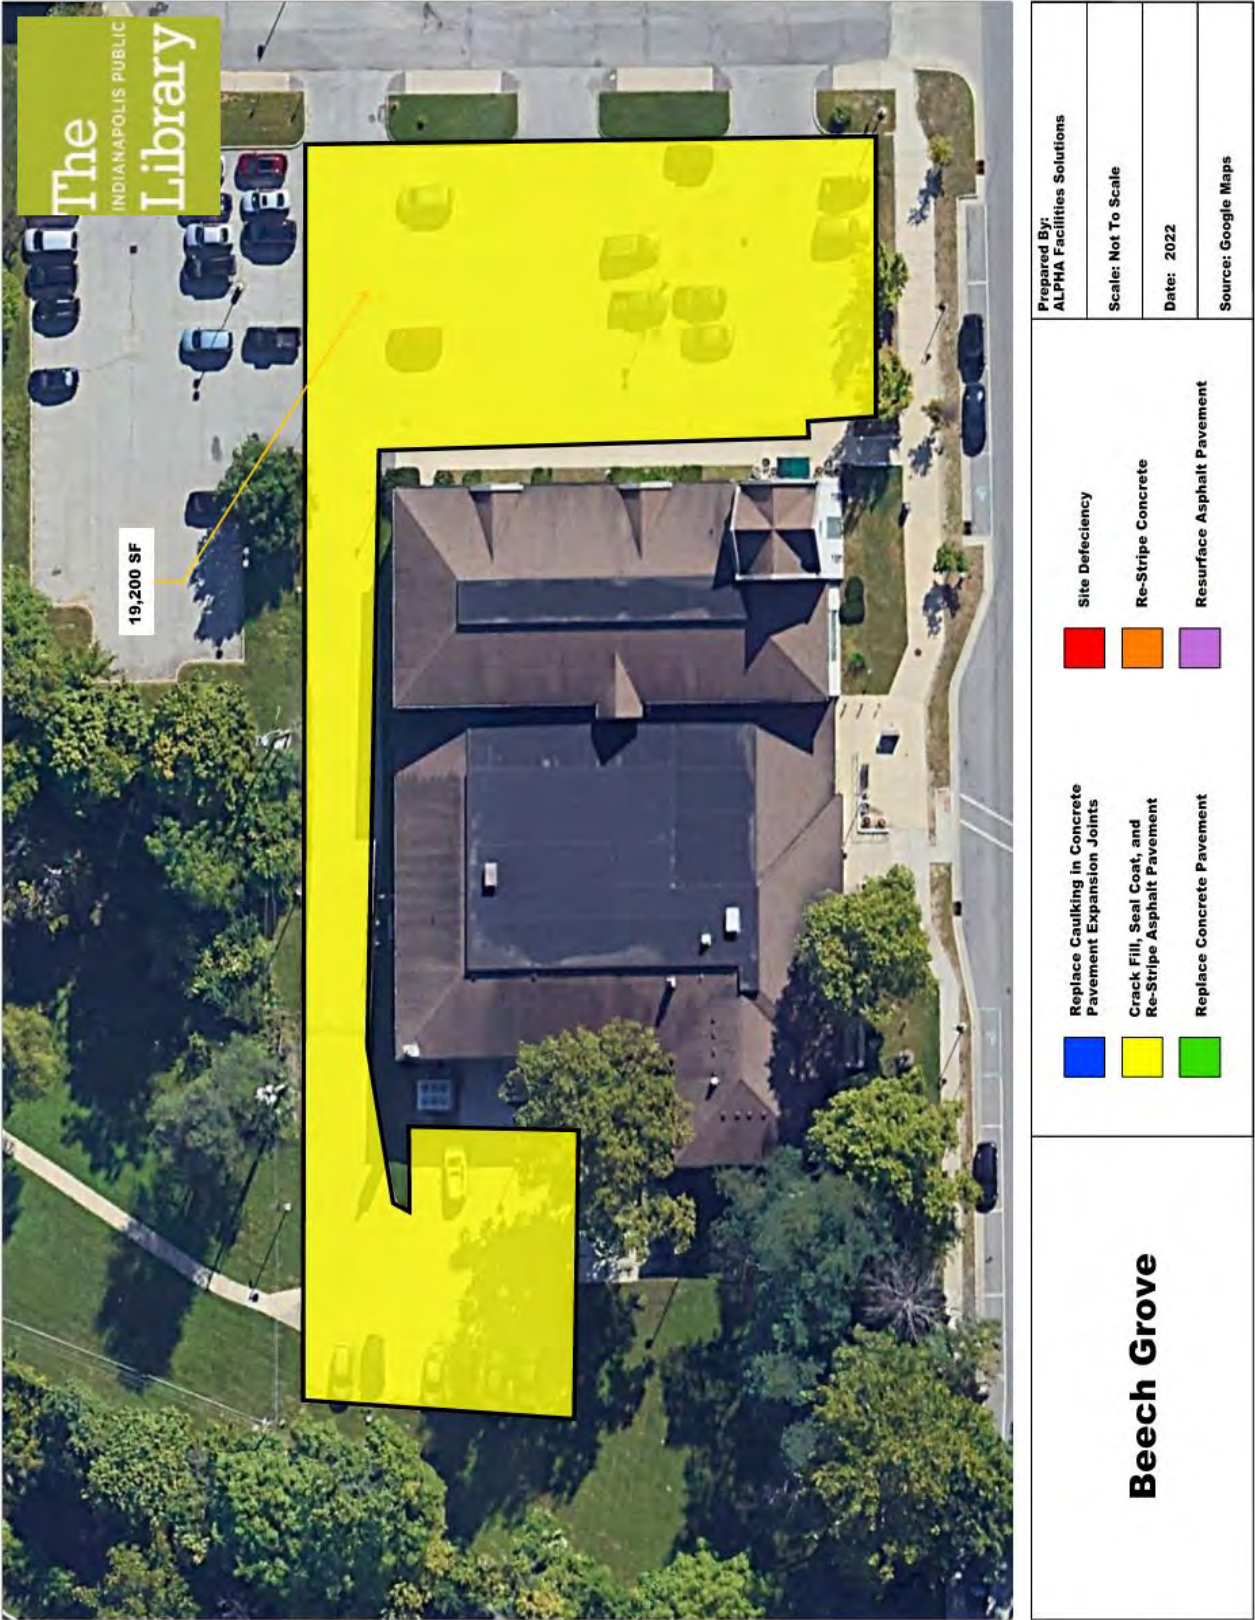 The
INDIANAPOLIS PUBLIC
Library
19,200 SF
Beech Grove
Replace Caulking in Concrete
Pavement Expansion Joints
Crack Fill, Seal Coat, and
Re-Stripe Asphalt Pavement
Replace Concrete Pavement
Site Defeciency
Re-Stripe Concrete
Resurface Asphalt Pavement
Prepared By:
ALPHA Facilities Solutions
Scale: Not To Scale
Date: 2022
Source: Google Maps